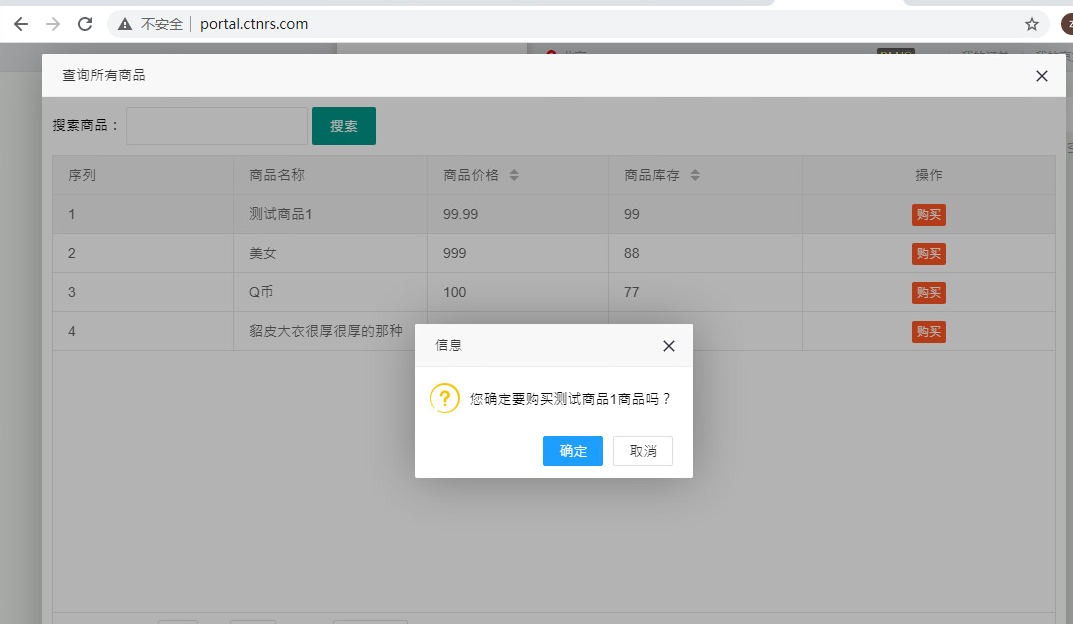 不安全 portal.ctnrs.com
查询所有商品
搜索商品： 搜索
序列 商品名称 商品价格 商品库存 操作
1 测试商品1 99.99 99 购买
2 美女 999 88 购买
3 Q币 100 77 购买
4 貂皮大衣很厚很厚的那种 购买
信息
您确定要购买测试商品1商品吗？
确定 取消